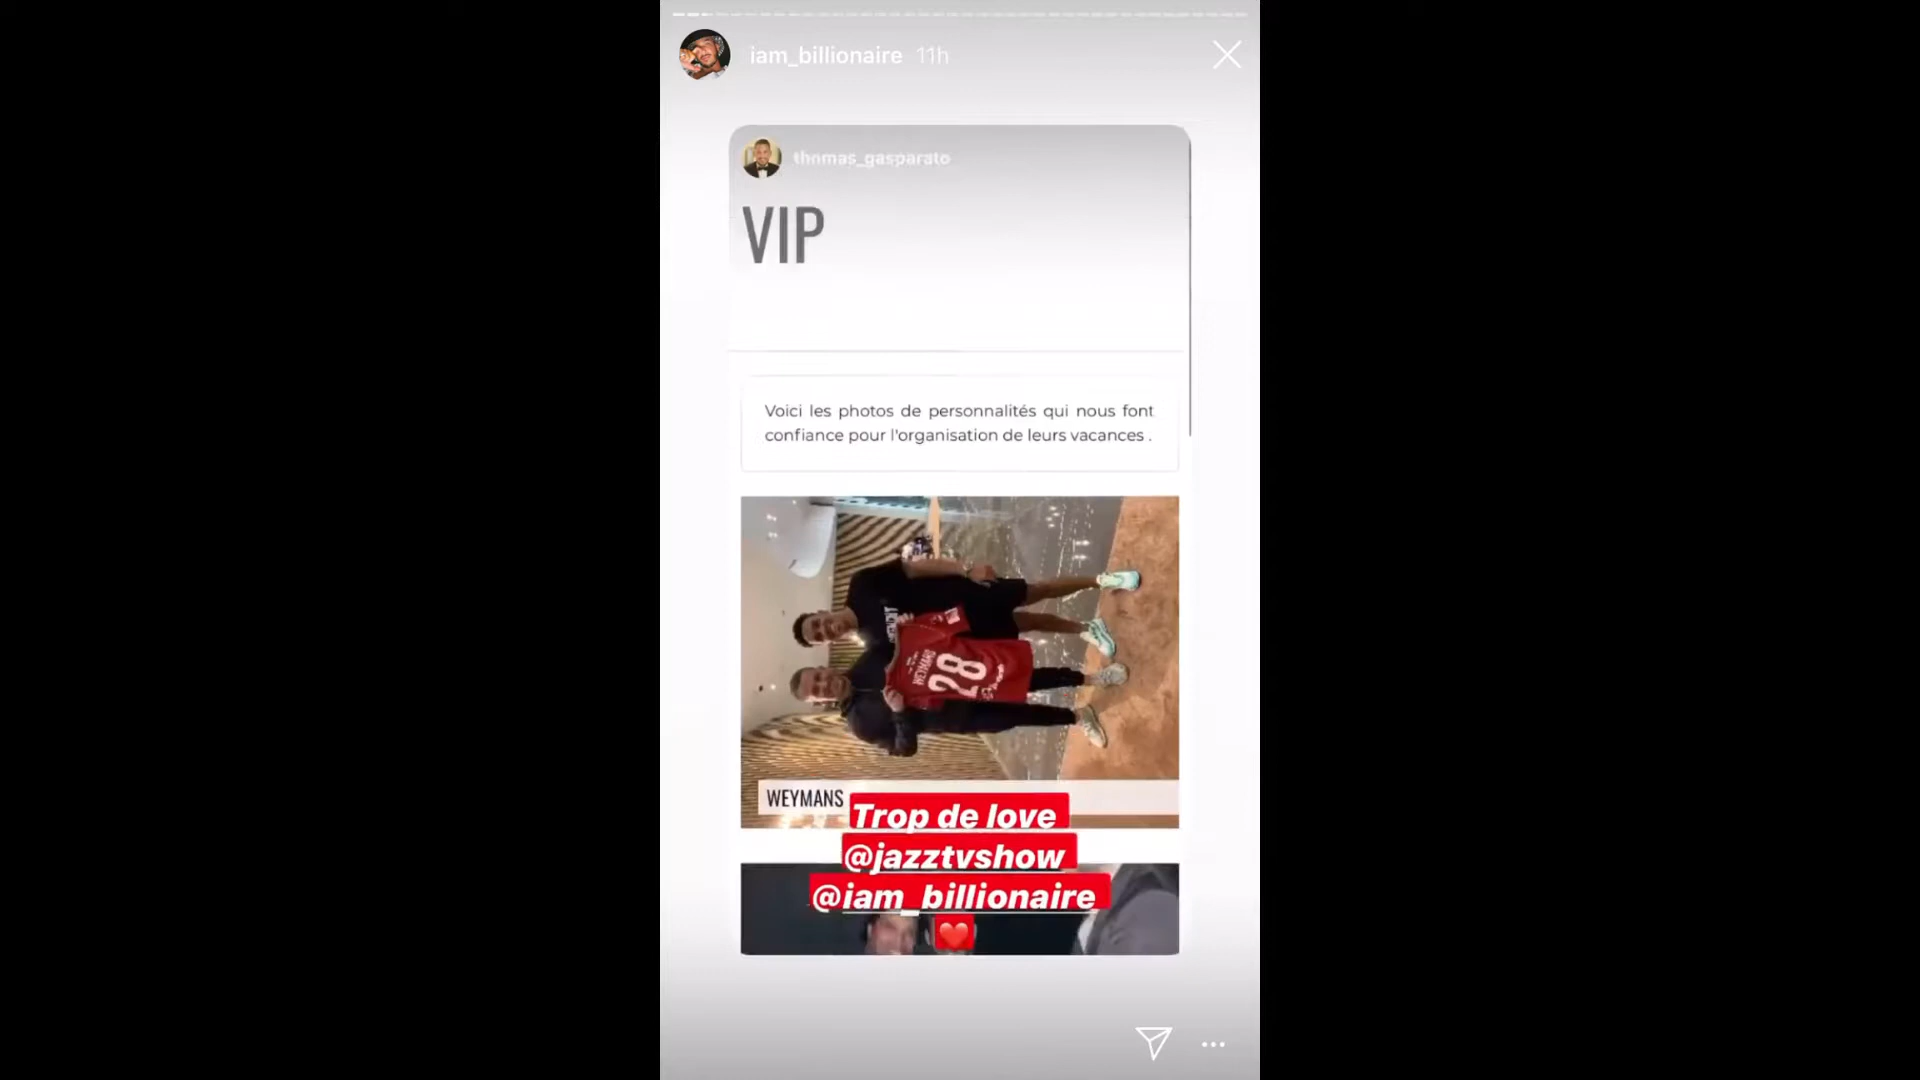 iam_billionaire 11h
thomas_gasparato
VIP
Voici les photos de personnalités qui nous font
confiance pour l'organisation de leurs vacances .
WEYMANS
28
WEYMANS
Trop de love
@jazztvshow
@iam_billionaire
❤️